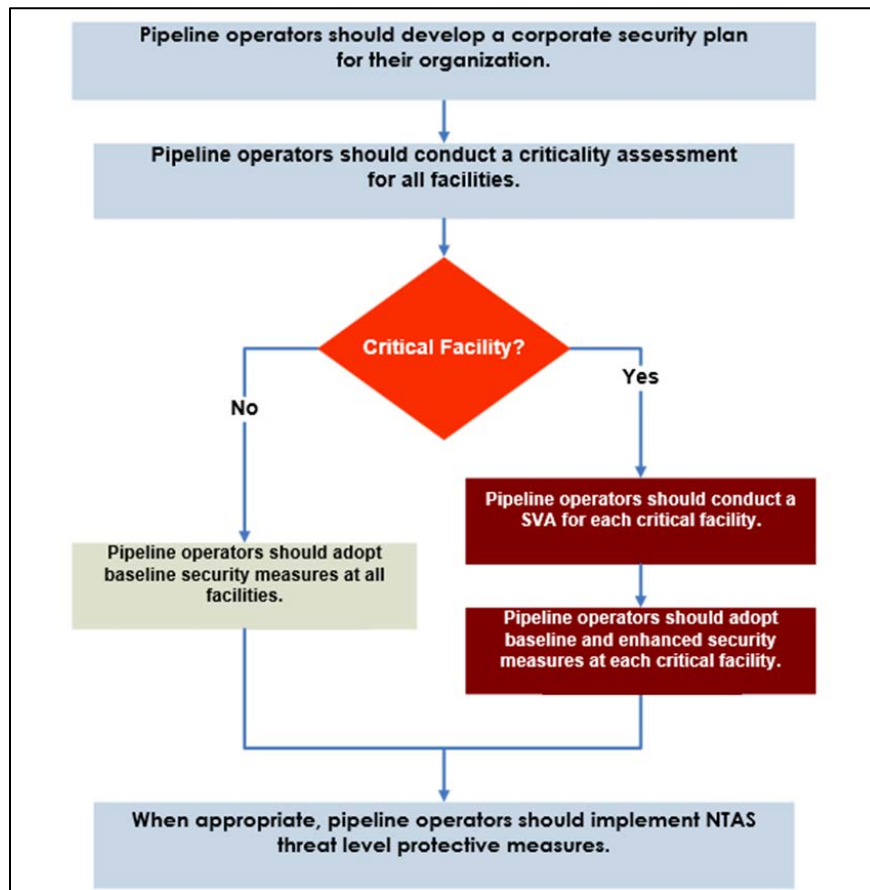 Pipeline operators should develop a corporate security plan
for their organization.
Pipeline operators should conduct a criticality assessment
for all facilities.
Critical Facility?
No
Yes
Pipeline operators should conduct a
SVA for each critical facility.
Pipeline operators should adopt
baseline security measures at all
facilities.
Pipeline operators should adopt
baseline and enhanced security
measures at each critical facility.
When appropriate, pipeline operators should implement NTAS
threat level protective measures.